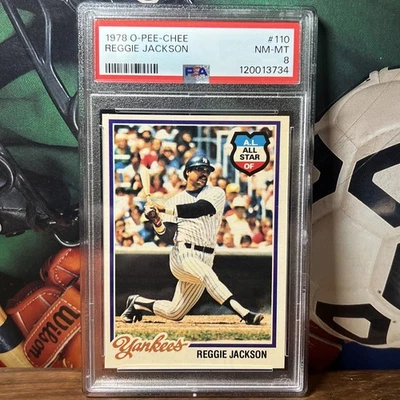 1978 O-PEE-CHEE #110
REGGIE JACKSON NM-MT
8
PSA 120013734
A.L.
ALL
STAR
OF
Yankees
REGGIE JACKSON
Wilson